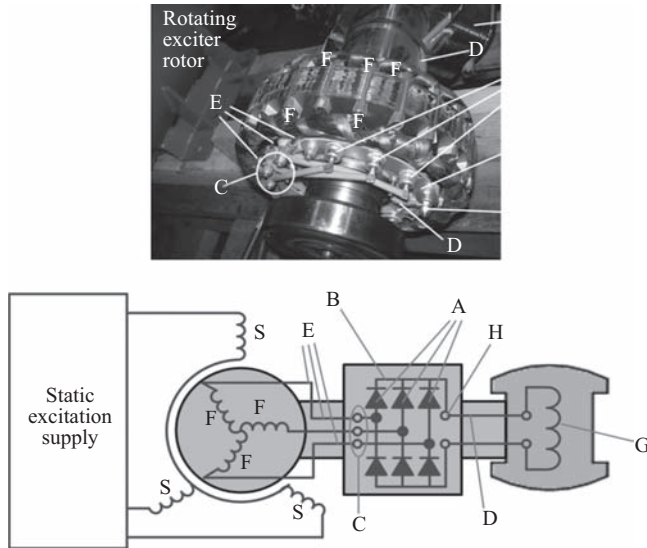 Rotating
exciter
rotor
D
F F F
E
F F
C
D
B A
E H
S
Static
excitation
supply
F F
F
G
S S
C D